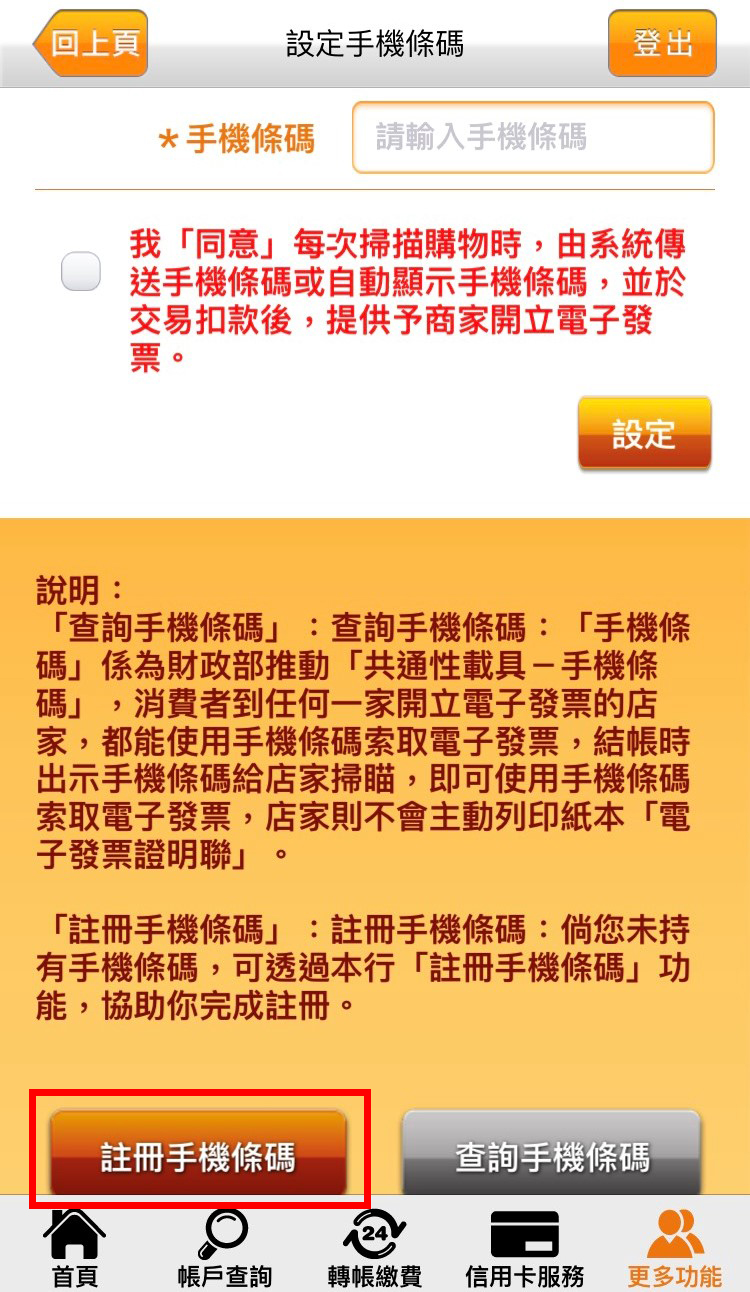 回上頁 設定手機條碼 登出
＊手機條碼 請輸入手機條碼
我「同意」每次掃描購物時，由系統傳
送手機條碼或自動顯示手機條碼，並於
交易扣款後，提供予商家開立電子發
票。
設定
說明：
「查詢手機條碼」：查詢手機條碼：「手機條
碼」係為財政部推動「共通性載具－手機條
碼」，消費者到任何一家開立電子發票的店
家，都能使用手機條碼索取電子發票，結帳時
出示手機條碼給店家掃瞄，即可使用手機條碼
索取電子發票，店家則不會主動列印紙本「電
子發票證明聯」。
「註冊手機條碼」：註冊手機條碼：倘您未持
有手機條碼，可透過本行「註冊手機條碼」功
能，協助你完成註冊。
註冊手機條碼 查詢手機條碼
24
首頁 帳戶查詢 轉帳繳費 信用卡服務 更多功能